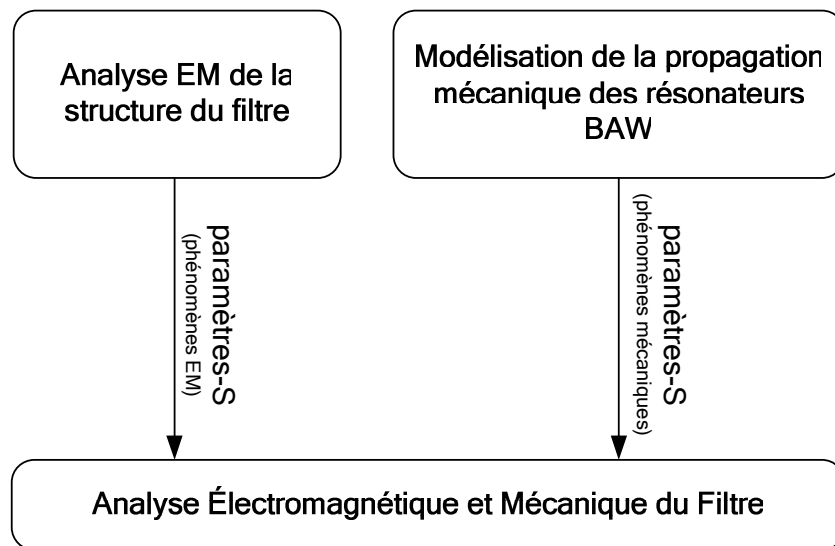 Analyse EM de la
structure du filtre
Modélisation de la propagation
mécanique des résonateurs
BAW
paramètres-S
(phénomènes EM)
paramètres-S
(phénomènes mécaniques)
Analyse Électromagnétique et Mécanique du Filtre